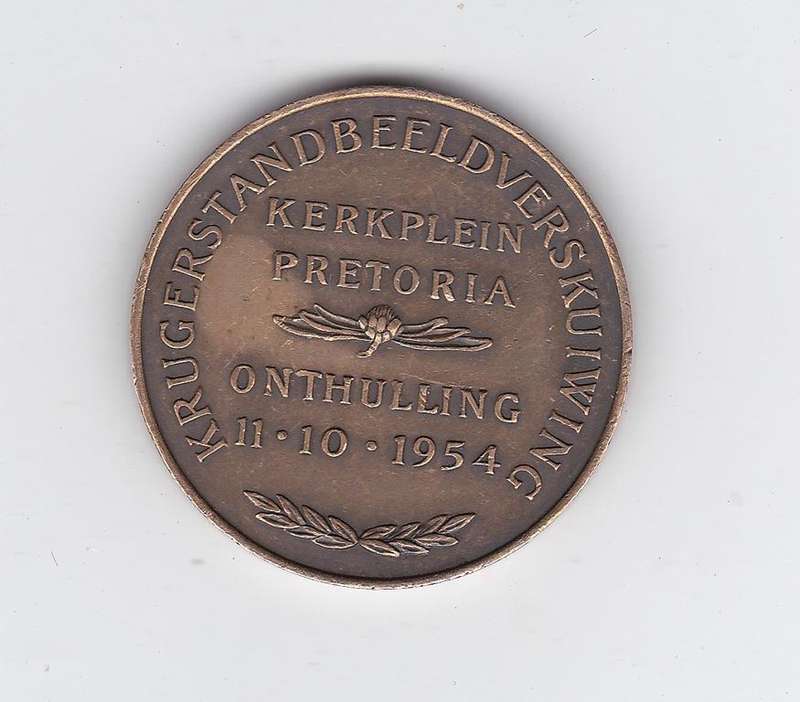 KRUGERSTANDBEELDVERSKUIWING
KERKPLEIN
PRETORIA
ONTHULLING
11 · 10 · 1954